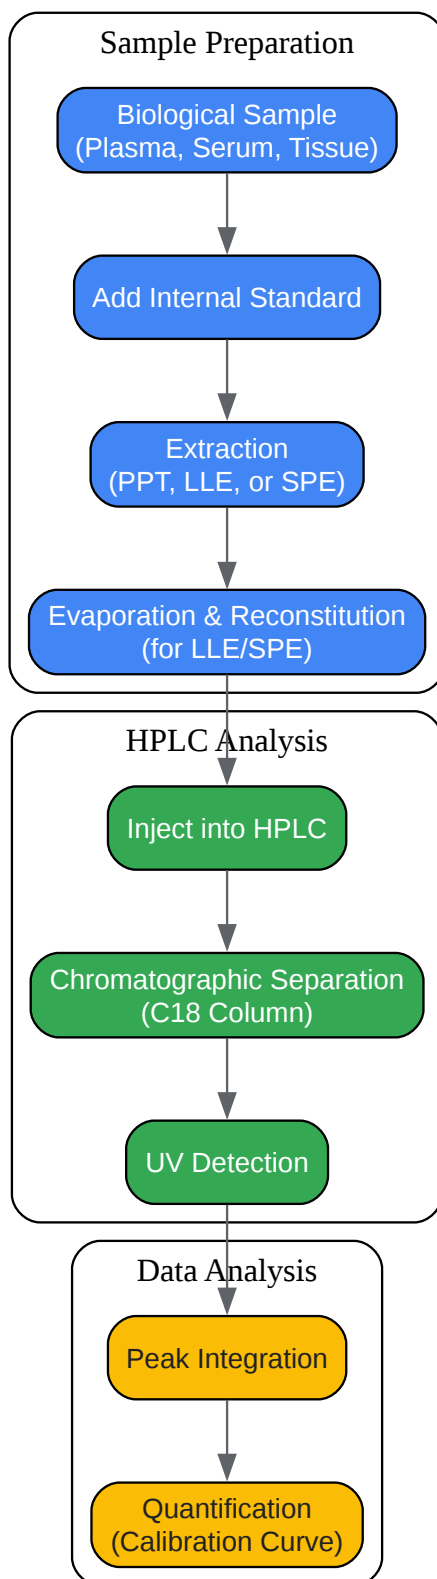 Sample Preparation
Biological Sample
(Plasma, Serum, Tissue)
Add Internal Standard
Extraction
(PPT, LLE, or SPE)
Evaporation & Reconstitution
(for LLE/SPE)
HPLC Analysis
Inject into HPLC
Chromatographic Separation
(C18 Column)
UV Detection
Data Analysis
Peak Integration
Quantification
(Calibration Curve)